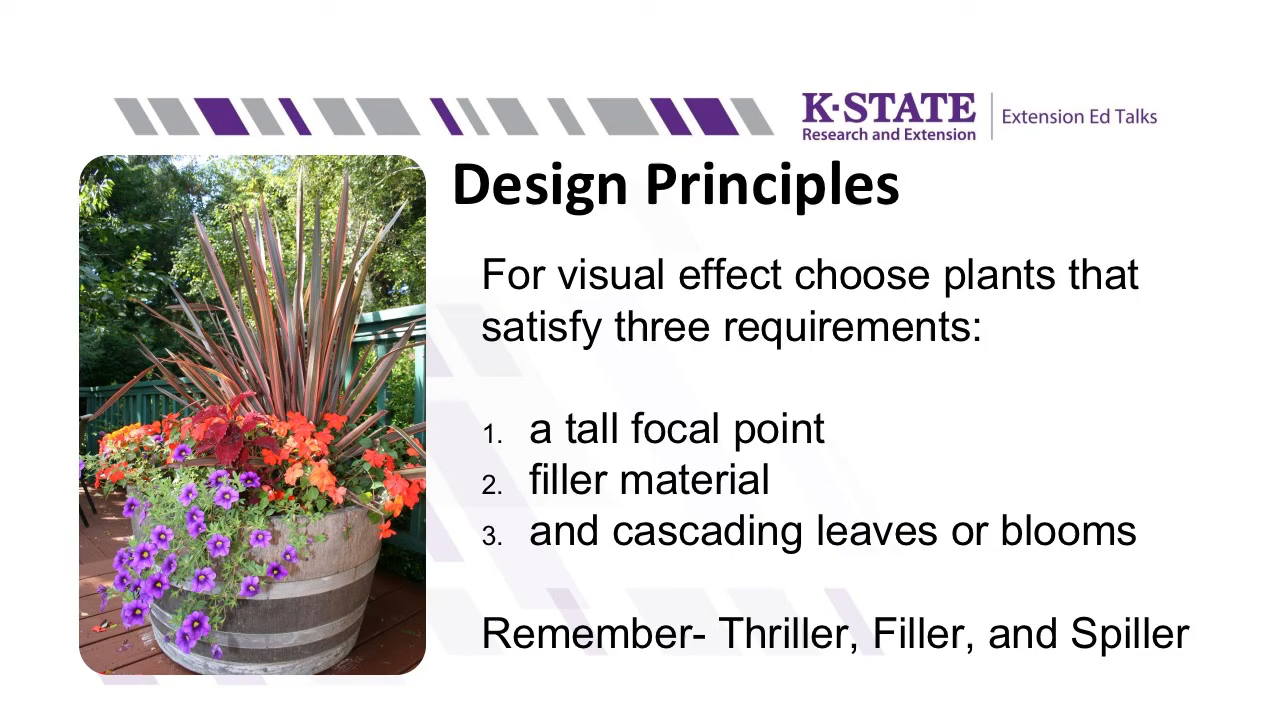 K-STATE
Research and Extension
Extension Ed Talks
Design Principles
For visual effect choose plants that
satisfy three requirements:
1. a tall focal point
2. filler material
3. and cascading leaves or blooms
Remember- Thriller, Filler, and Spiller